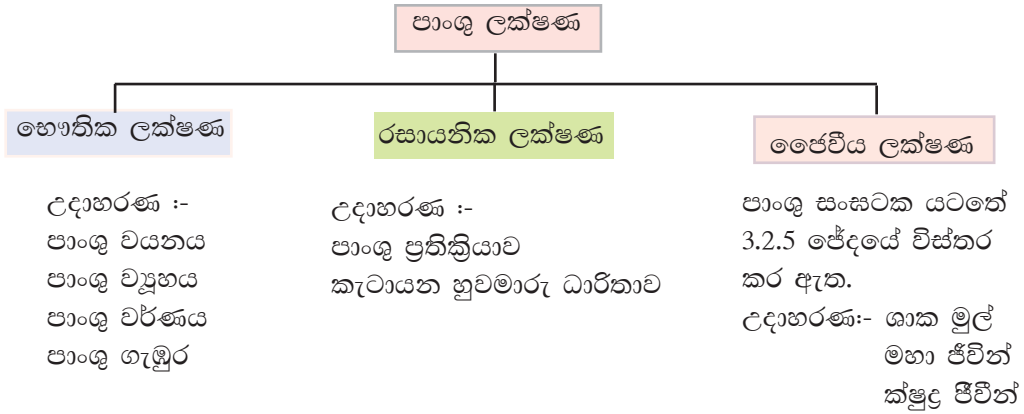 පාංශු ලක්ෂණ
භෞතික ලක්ෂණ
උදාහරණ :-
පාංශු වයනය
පාංශු ව්‍යූහය
පාංශු වර්ණය
පාංශු ගැඹුර
රසායනික ලක්ෂණ
උදාහරණ :-
පාංශු ප්‍රතික්‍රියාව
කැටායන හුවමාරු ධාරිතාව
ජෛවීය ලක්ෂණ
පාංශු සංඝටක යටතේ
3.2.5 ඡේදයේ විස්තර
කර ඇත.
උදාහරණ:- ශාක මුල්
මහා ජීවින්
ක්ෂුද්‍ර ජීවීන්